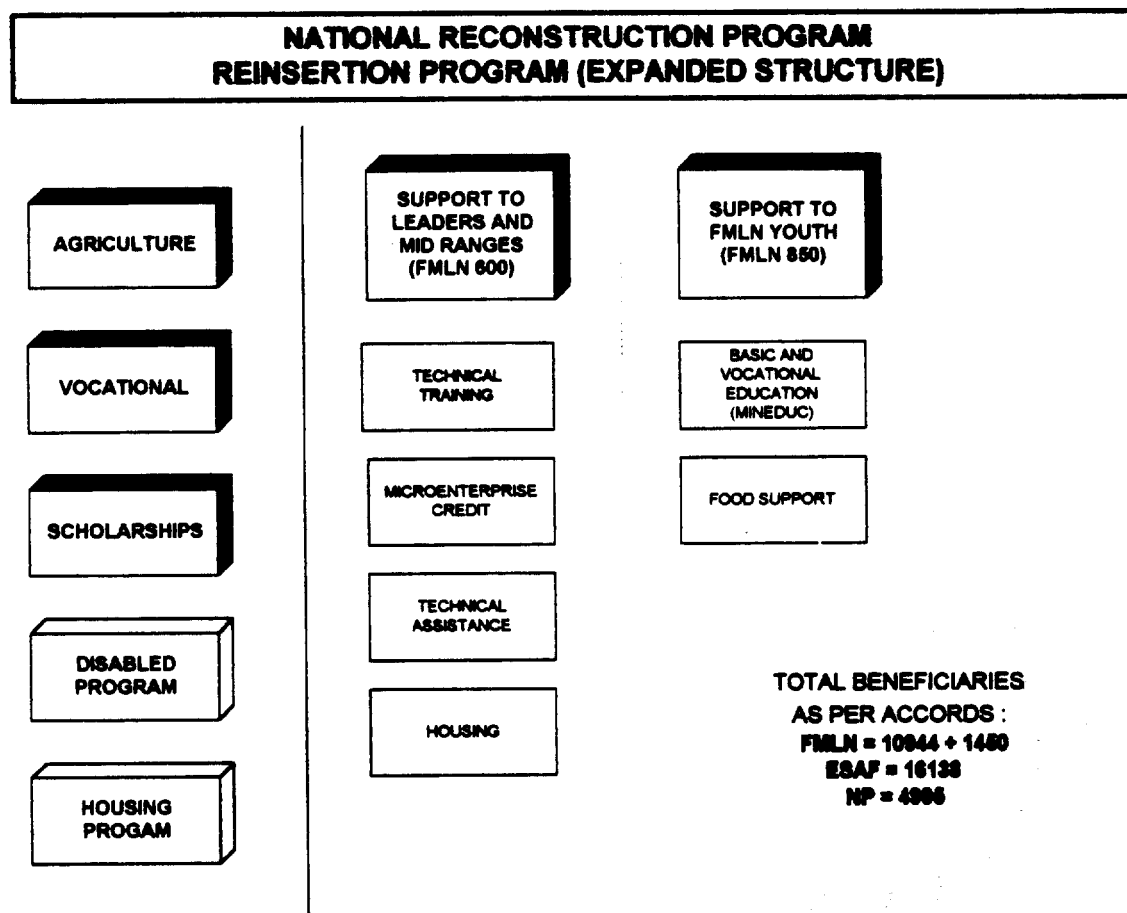 NATIONAL RECONSTRUCTION PROGRAM
REINSERTION PROGRAM (EXPANDED STRUCTURE)
AGRICULTURE
VOCATIONAL
SCHOLARSHIPS
DISABLED
PROGRAM
HOUSING
PROGAM
SUPPORT TO
LEADERS AND
MID RANGES
(FMLN 600)
TECHNICAL
TRAINING
MICROENTERPRISE
CREDIT
TECHNICAL
ASSISTANCE
HOUSING
SUPPORT TO
FMLN YOUTH
(FMLN 850)
BASIC AND
VOCATIONAL
EDUCATION
(MINEDUC)
FOOD SUPPORT
TOTAL BENEFICIARIES
AS PER ACCORDS :
FMLN = 10944 + 1450
ESAF =
NP =